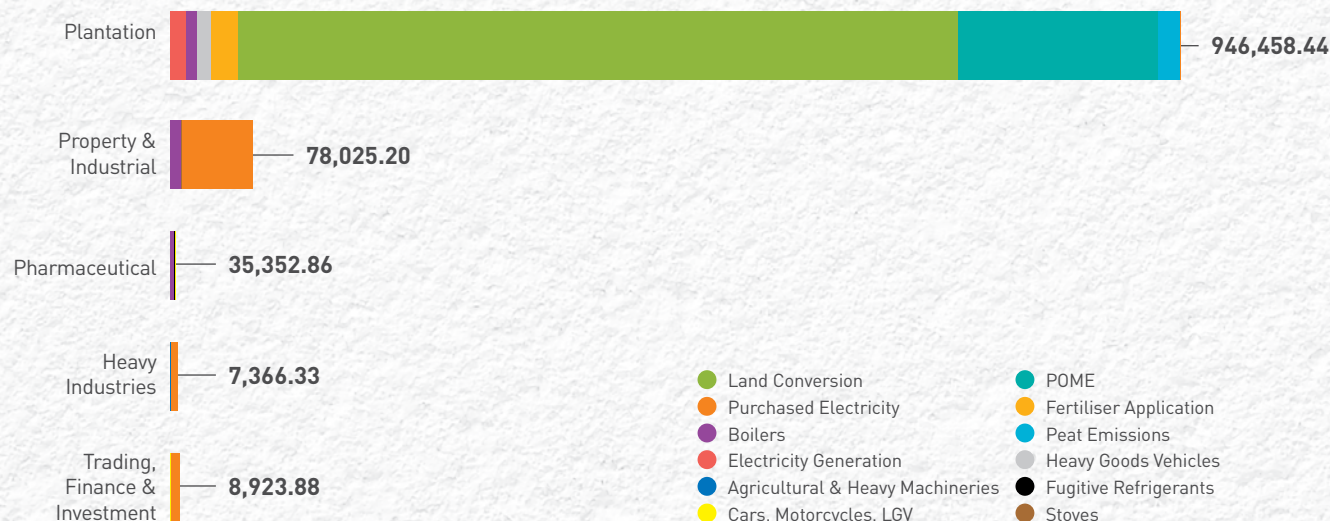 Plantation
946,458.44
Property &
Industrial
78,025.20
Pharmaceutical
35,352.86
Heavy
Industries
7,366.33
Trading,
Finance &
Investment
8,923.88
Land Conversion
Purchased Electricity
Boilers
Electricity Generation
Agricultural & Heavy Machineries
Cars, Motorcycles, LGV
POME
Fertiliser Application
Peat Emissions
Heavy Goods Vehicles
Fugitive Refrigerants
Stoves